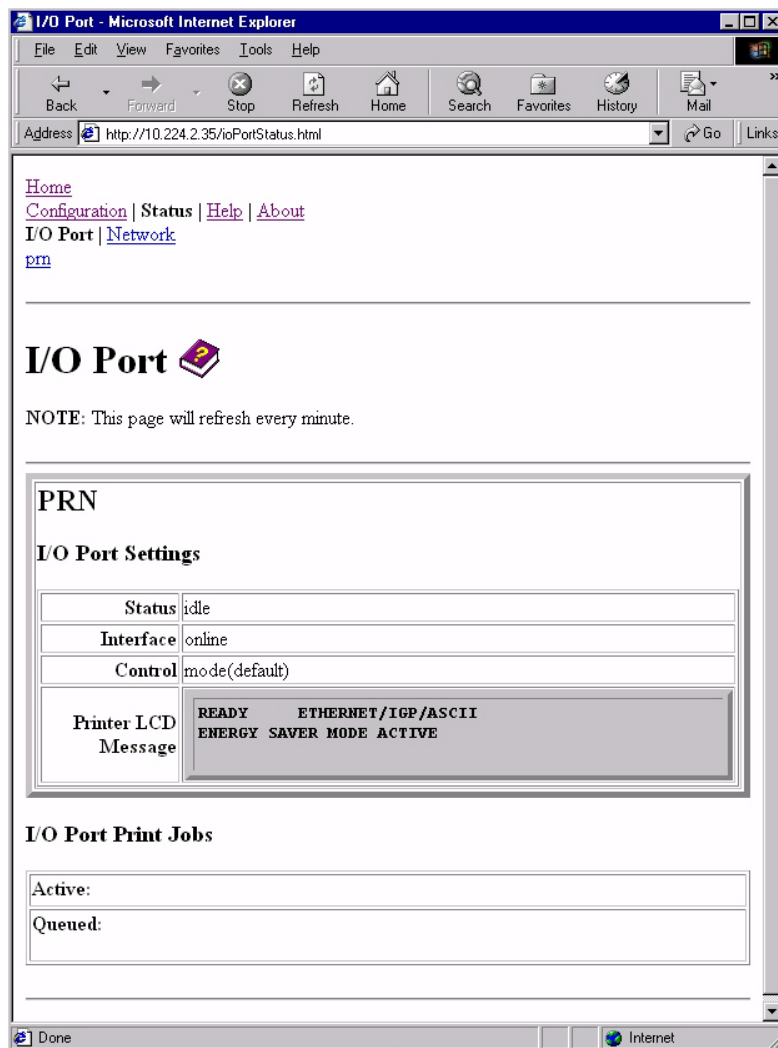 I/O Port - Microsoft Internet Explorer
File Edit View Favorites Tools Help
Back Forward Stop Refresh Home Search Favorites History Mail »
Address http://10.224.2.35/ioPortStatus.html Go Links
Home
Configuration | Status | Help | About
I/O Port | Network
prn
I/O Port ?
NOTE: This page will refresh every minute.
PRN
I/O Port Settings
Status idle
Interface online
Control mode(default)
Printer LCD
Message
READY ETHERNET/IGP/ASCII
ENERGY SAVER MODE ACTIVE
I/O Port Print Jobs
Active:
Queued:
Done Internet